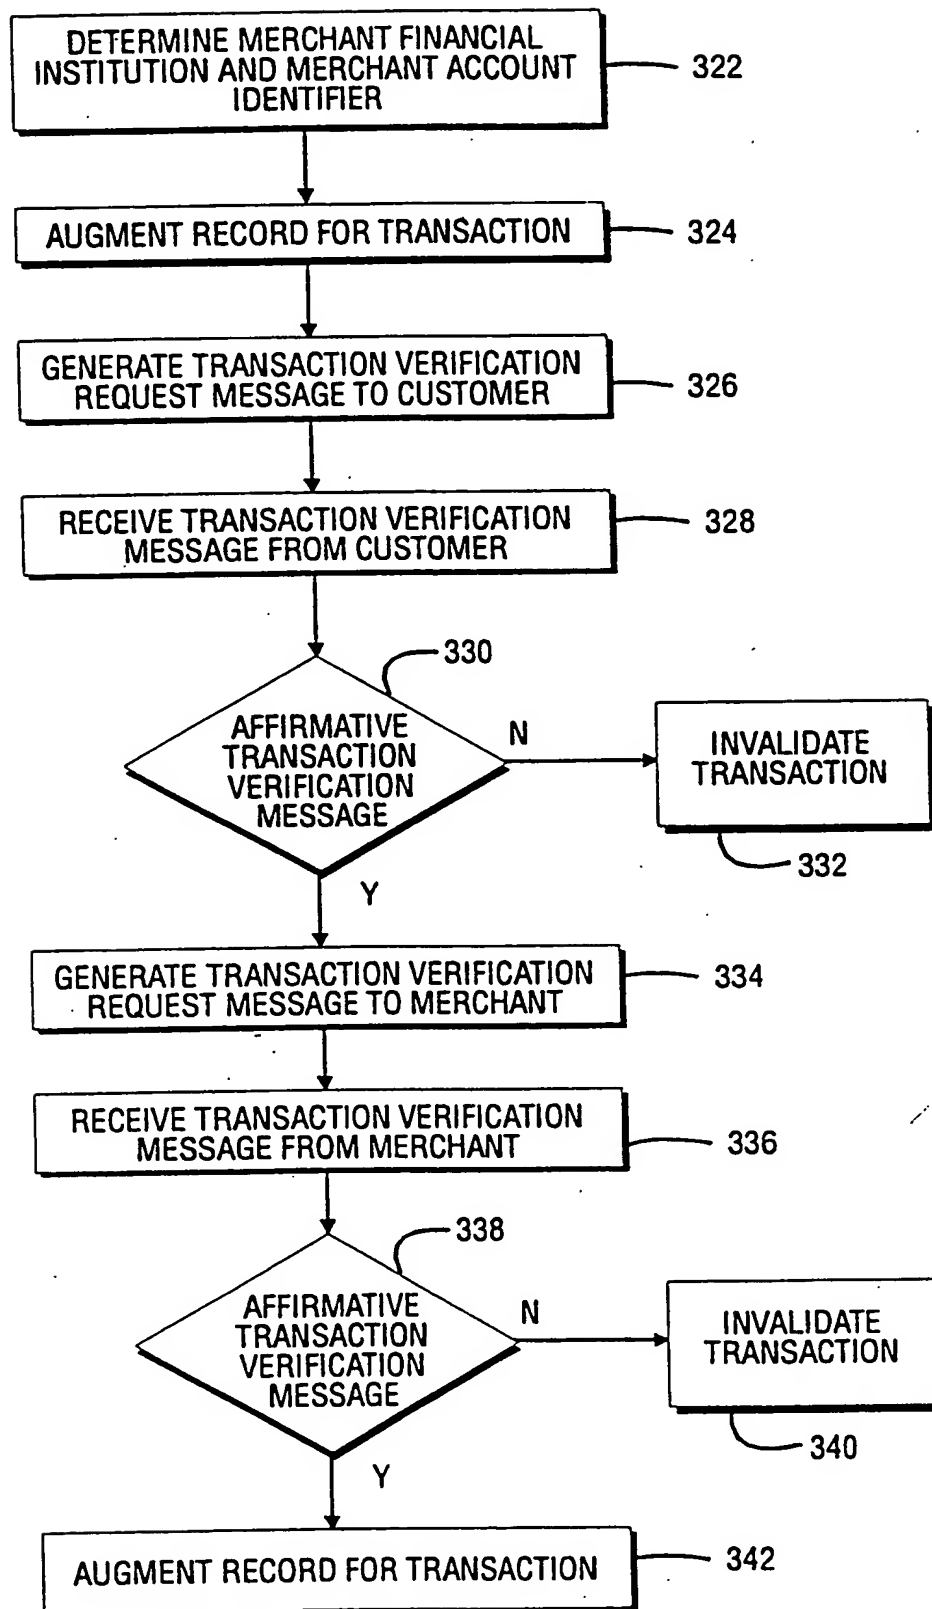 DETERMINE MERCHANT FINANCIAL
INSTITUTION AND MERCHANT ACCOUNT
IDENTIFIER
322
AUGMENT RECORD FOR TRANSACTION
324
GENERATE TRANSACTION VERIFICATION
REQUEST MESSAGE TO CUSTOMER
326
RECEIVE TRANSACTION VERIFICATION
MESSAGE FROM CUSTOMER
328
330
AFFIRMATIVE
TRANSACTION
VERIFICATION
MESSAGE
N
INVALIDATE
TRANSACTION
332
Y
GENERATE TRANSACTION VERIFICATION
REQUEST MESSAGE TO MERCHANT
334
RECEIVE TRANSACTION VERIFICATION
MESSAGE FROM MERCHANT
336
338
AFFIRMATIVE
TRANSACTION
VERIFICATION
MESSAGE
N
INVALIDATE
TRANSACTION
340
Y
AUGMENT RECORD FOR TRANSACTION
342